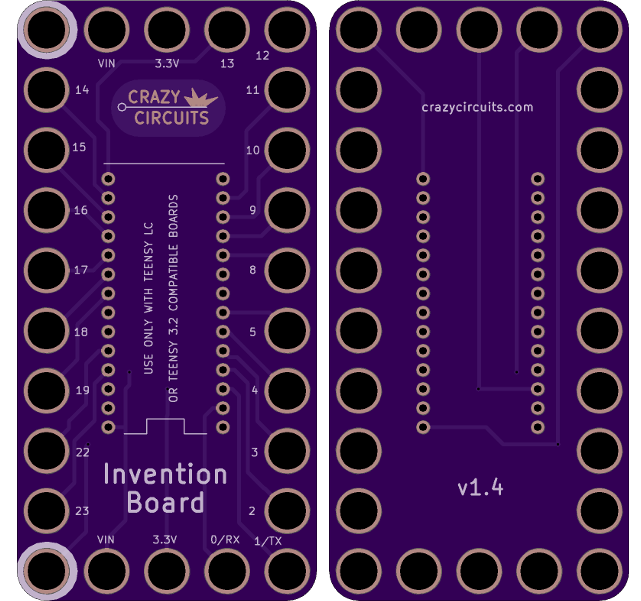 VIN 3.3V 13 12
14 CRAZY 11
CIRCUITS
15 10
16 9
17 8
18 5
19 4
22 3
23 2
USE ONLY WITH TEENSY LC
OR TEENSY 3.2 COMPATIBLE BOARDS
Invention
Board
VIN 3.3V 0/RX 1/TX
crazycircuits.com
v1.4